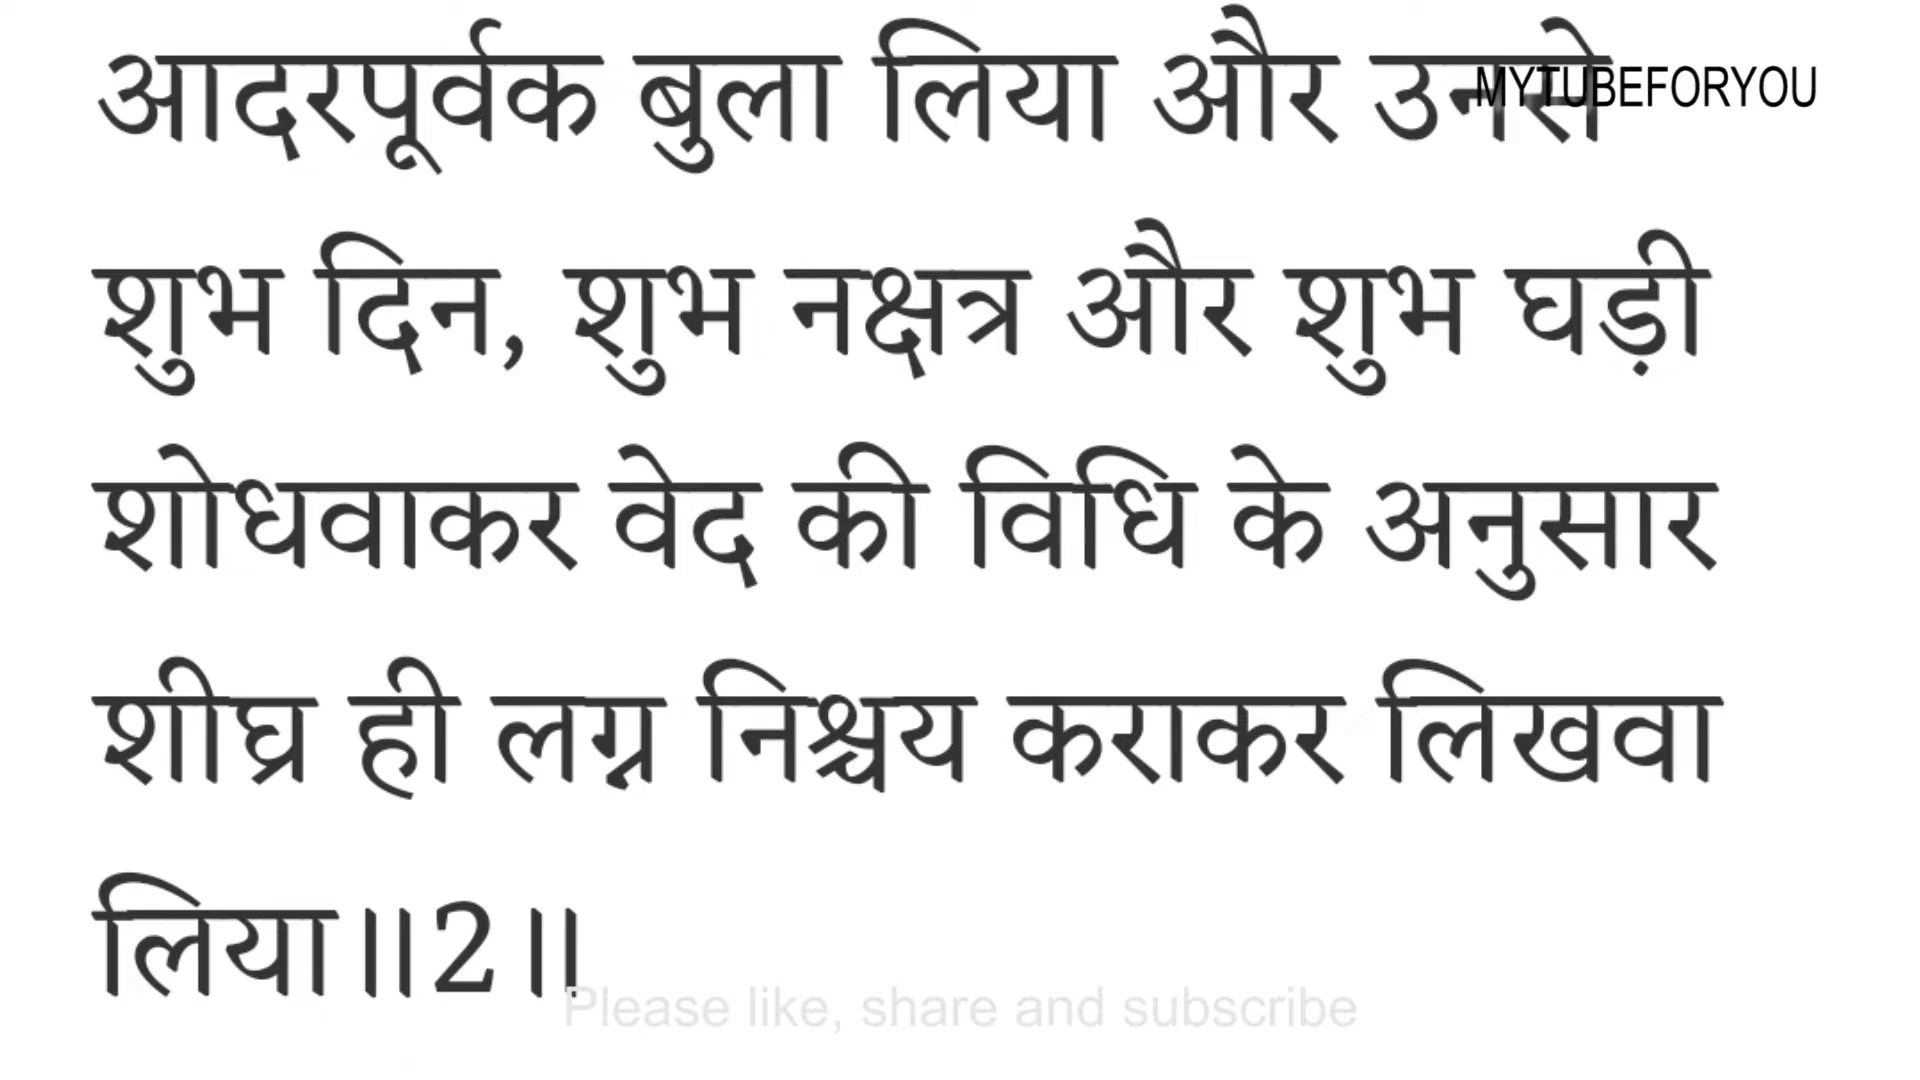 आदरपूर्वक बुला लिया और उनसे
MYTUBEFORYOU
शुभ दिन, शुभ नक्षत्र और शुभ घड़ी
शोधवाकर वेद की विधि के अनुसार
शीघ्र ही लग्न निश्चय कराकर लिखवा
लिया॥2॥
Please like, share and subscribe